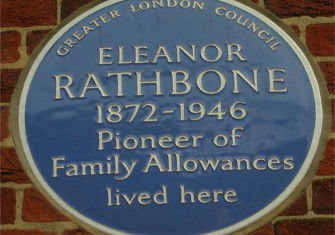 GREATER LONDON COUNCIL
ELEANOR
RATHBONE
1872-1946
Pioneer of
Family Allowances
lived here